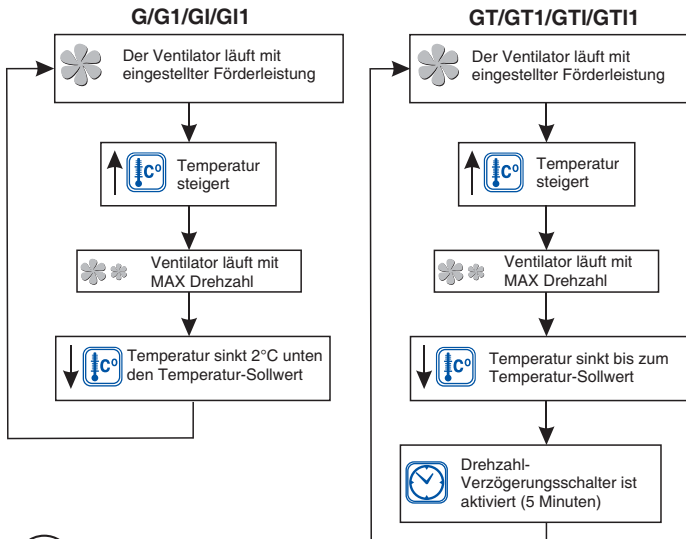 G/G1/GI/GI1
Der Ventilator läuft mit
eingestellter Förderleistung
C°
Temperatur
steigert
Ventilator läuft mit
MAX Drehzahl
C°
Temperatur sinkt 2°C unten
den Temperatur-Sollwert
GT/GT1/GTI/GTI1
Der Ventilator läuft mit
eingestellter Förderleistung
C°
Temperatur
steigert
Ventilator läuft mit
MAX Drehzahl
C°
Temperatur sinkt bis zum
Temperatur-Sollwert
Drehzahl-
Verzögerungsschalter ist
aktiviert (5 Minuten)